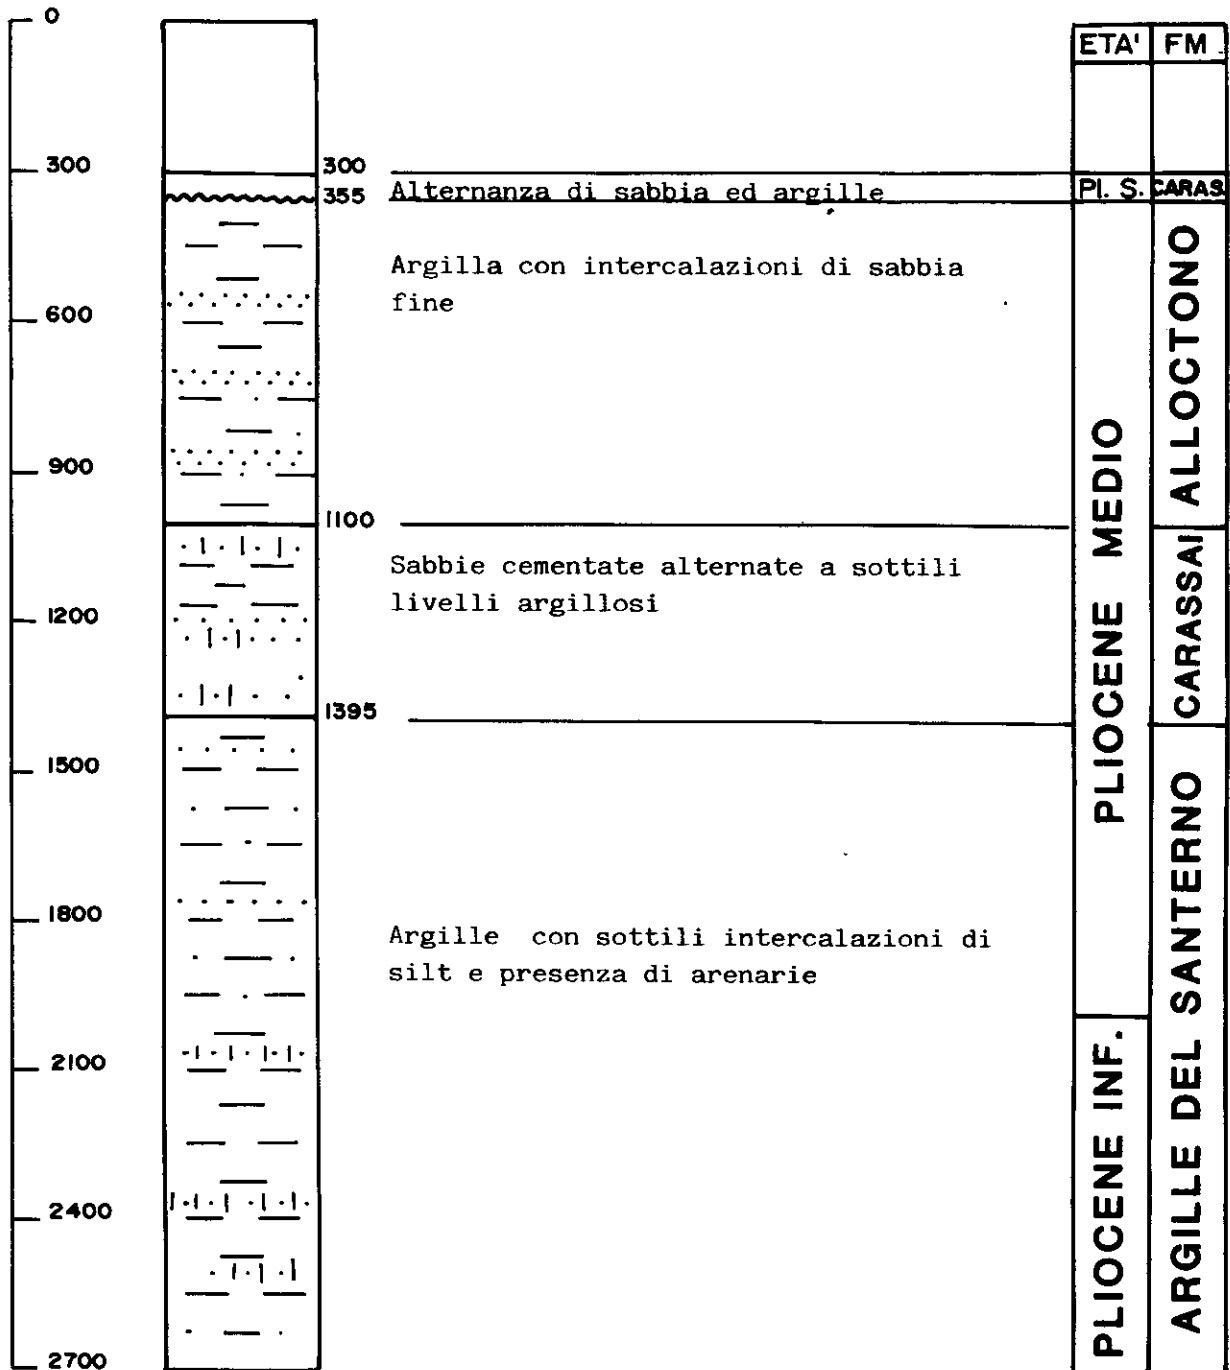 0
ETA' FM
300
300
355 Alternanza di sabbia ed argille
Pl. S. CARAS.
Argilla con intercalazioni di sabbia
fine
600
900
ALLOCTONO
1100
Sabbie cementate alternate a sottili
livelli argillosi
1200
CARASSAI
PLIOCENE MEDIO
1395
1500
1800
Argille con sottili intercalazioni di
silt e presenza di arenarie
2100
2400
PLIOCENE INF.
ARGILLE DEL SANTERNO
2700